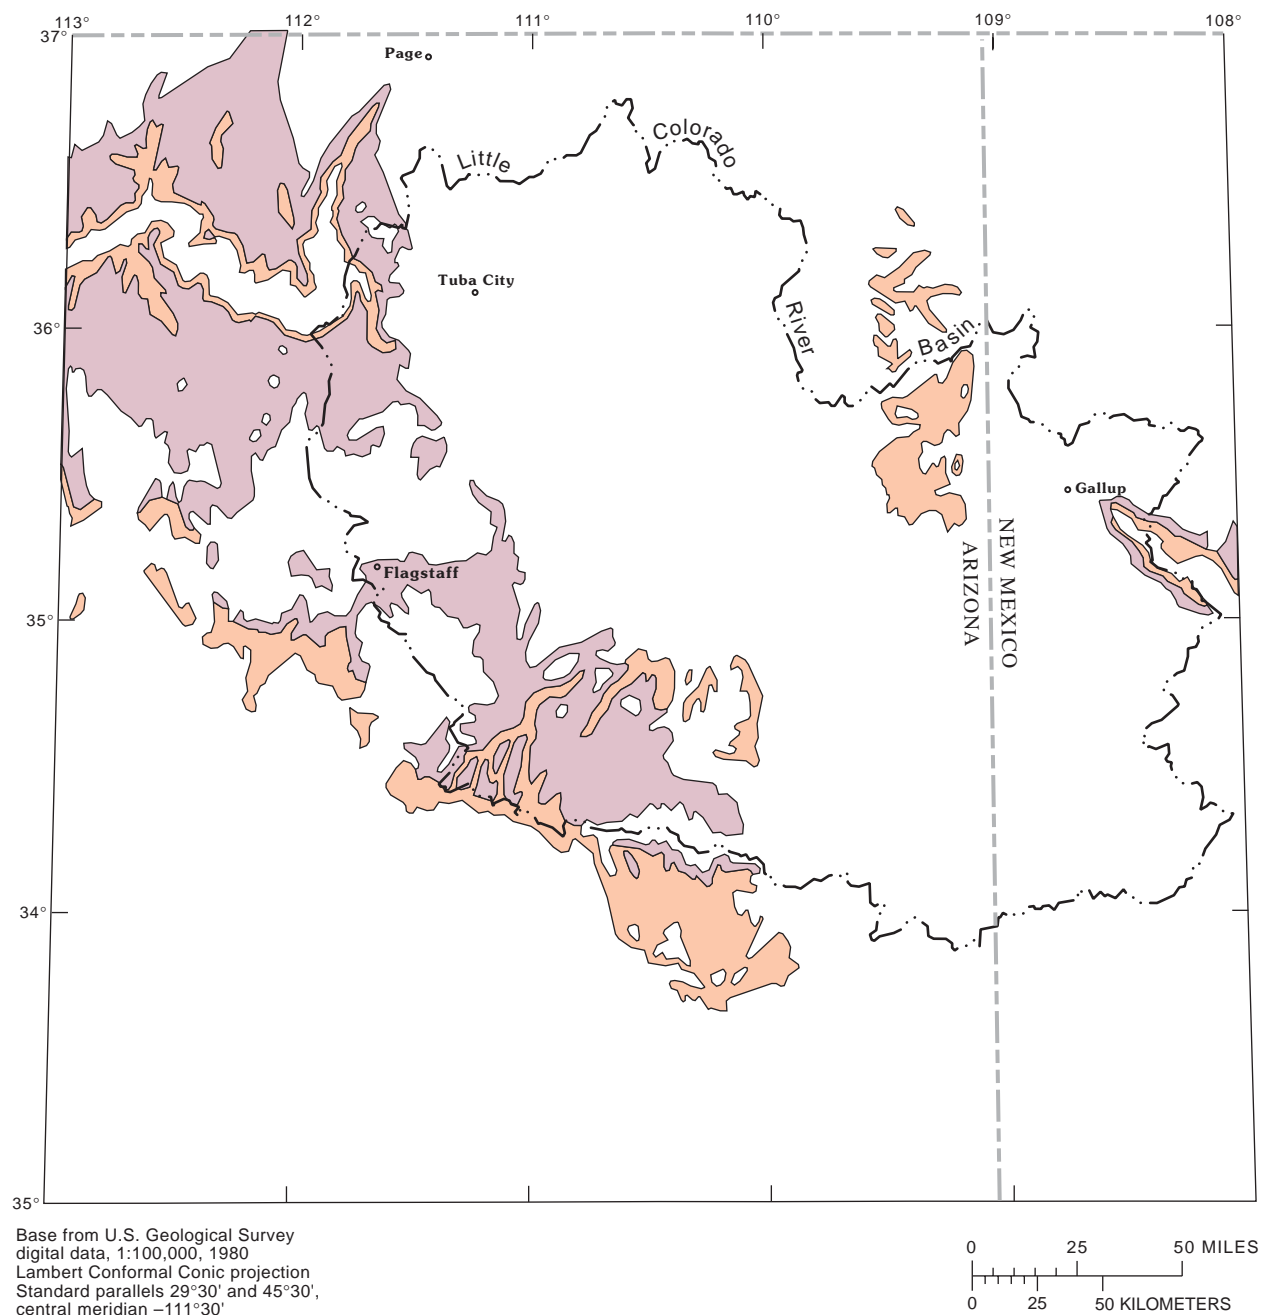 113° 112° 111° 110° 109° 108°
37°
Page
Little Colorado
Tuba City
36°
River
Basin
Gallup
NEW MEXICO
ARIZONA
Flagstaff
35°
34°
35°
Base from U.S. Geological Survey
digital data, 1:100,000, 1980
Lambert Conformal Conic projection
Standard parallels 29°30' and 45°30',
central meridian –111°30'
0 25 50 MILES
0 25 50 KILOMETERS